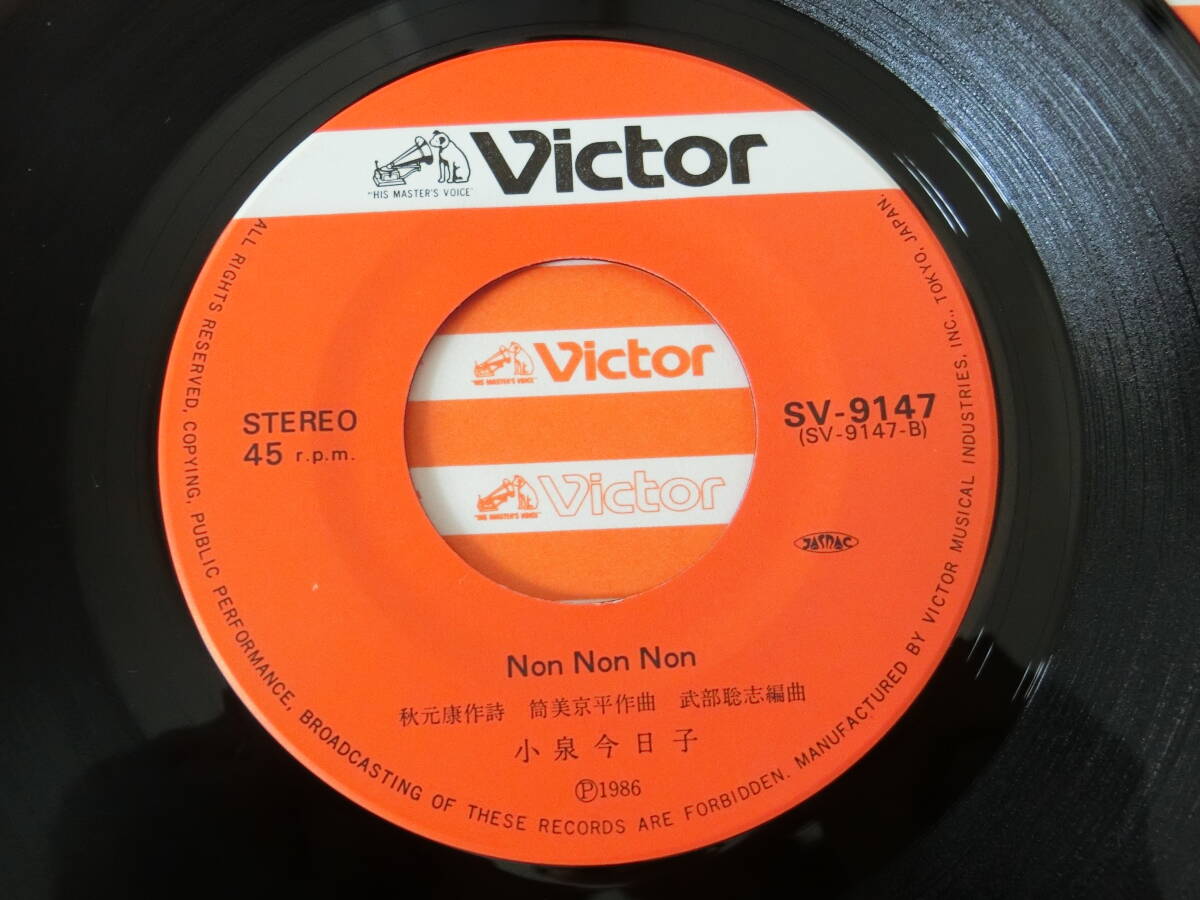 Victor
"HIS MASTER'S VOICE"
ALL RIGHTS RESERVED, COPYING, PUBLIC PERFORMANCE, BROADCASTING OF THESE RECORDS ARE FORBIDDEN. MANUFACTURED BY VICTOR MUSICAL INDUSTRIES, INC., TOKYO, JAPAN.
Victor
"HIS MASTER'S VOICE"
Victor
"HIS MASTER'S VOICE"
STEREO
45 r.p.m.
SV-9147
(SV-9147-B)
JASRAC
Non Non Non
秋元康作詩 筒美京平作曲 武部聡志編曲
小泉今日子
Ⓟ1986